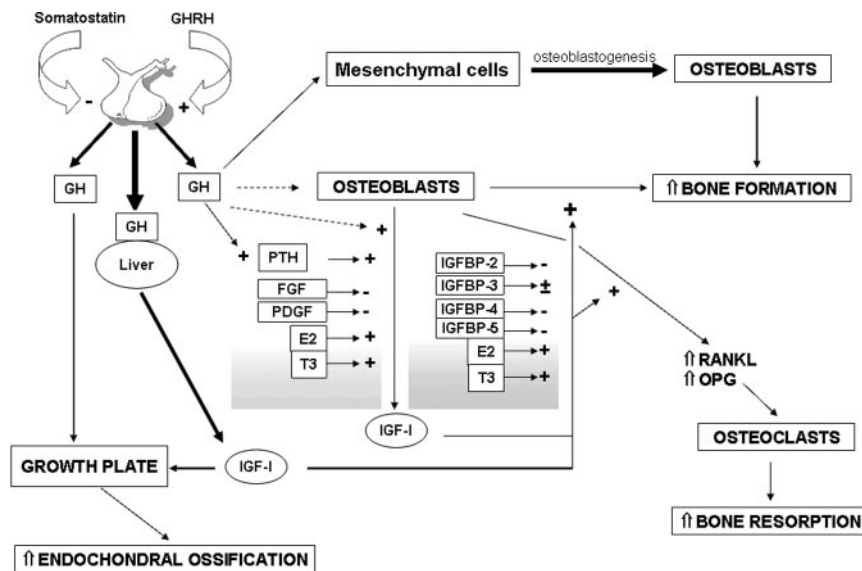 Somatostatin
GHRH
-
+
osteoblastogenesis
Mesenchymal cells
OSTEOBLASTS
GH
GH
GH
Liver
OSTEOBLASTS
⇧BONE FORMATION
+
+
+
PTH
+
FGF
-
PDGF
-
E2
+
T3
+
IGFBP-2
-
IGFBP-3
±
IGFBP-4
-
IGFBP-5
-
E2
+
T3
+
+
⇧RANKL
⇧OPG
IGF-I
OSTEOCLASTS
GROWTH PLATE
IGF-I
⇧BONE RESORPTION
⇧ENDOCHONDRAL OSSIFICATION